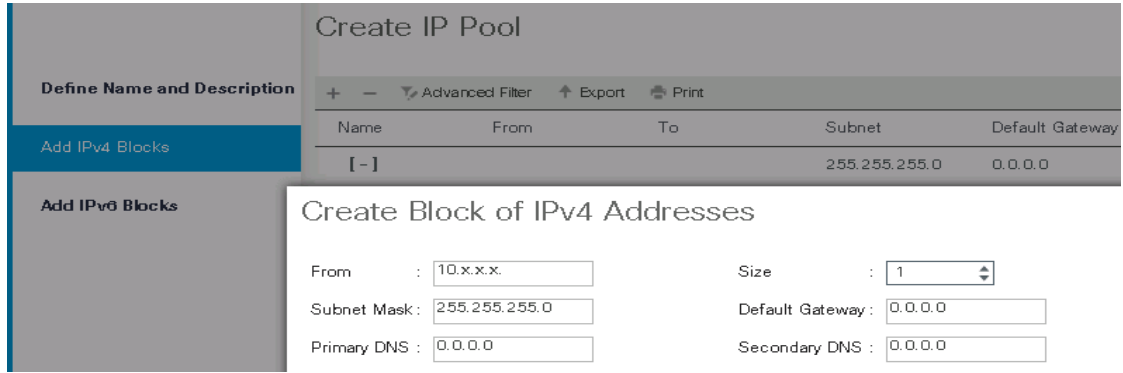 Create IP Pool
Define Name and Description
+ − Advanced Filter Export Print
Name From To Subnet Default Gateway
Add IPv4 Blocks
[-] 255.255.255.0 0.0.0.0
Add IPv6 Blocks
Create Block of IPv4 Addresses
From : 10.x.x.x. Size : 1
Subnet Mask : 255.255.255.0 Default Gateway : 0.0.0.0
Primary DNS : 0.0.0.0 Secondary DNS : 0.0.0.0